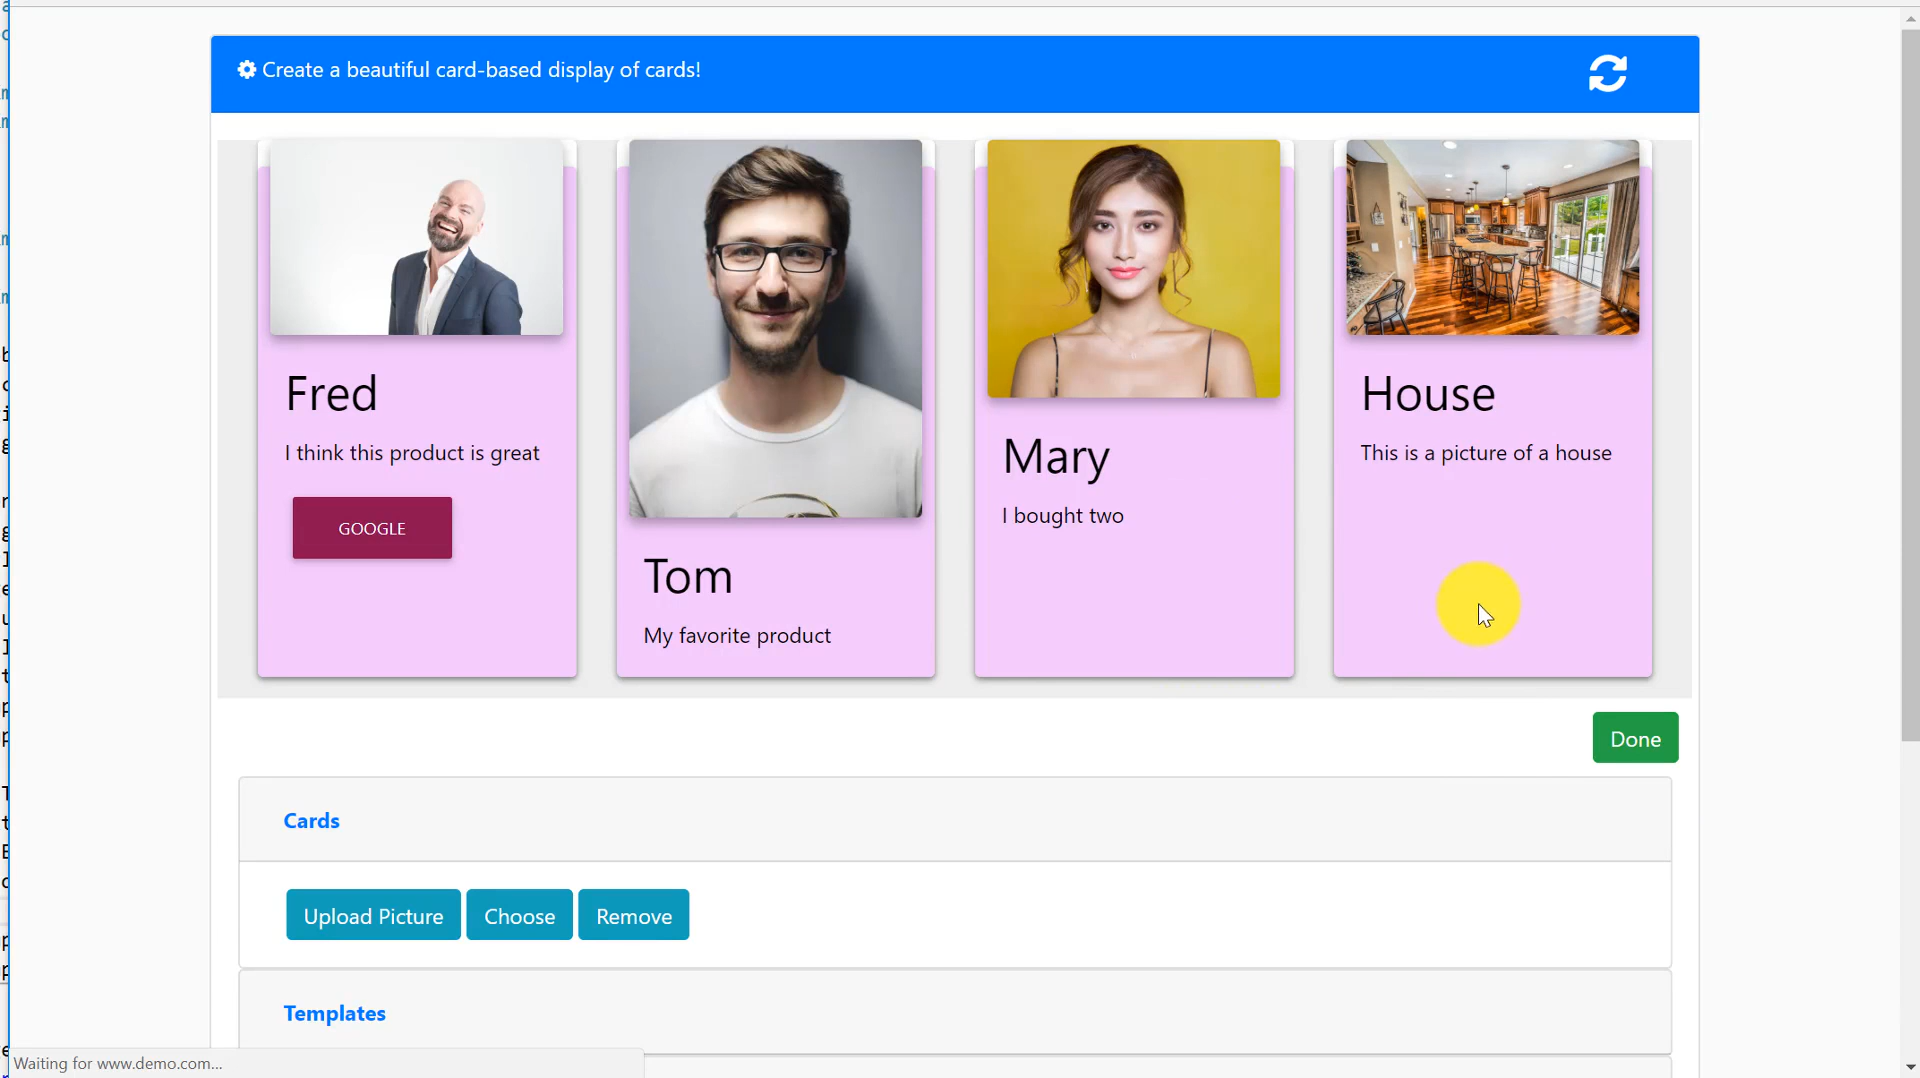 Create a beautiful card-based display of cards!
Fred
I think this product is great
GOOGLE
Tom
My favorite product
Mary
I bought two
House
This is a picture of a house
Done
Cards
Upload Picture
Choose
Remove
Templates
Waiting for www.demo.com...